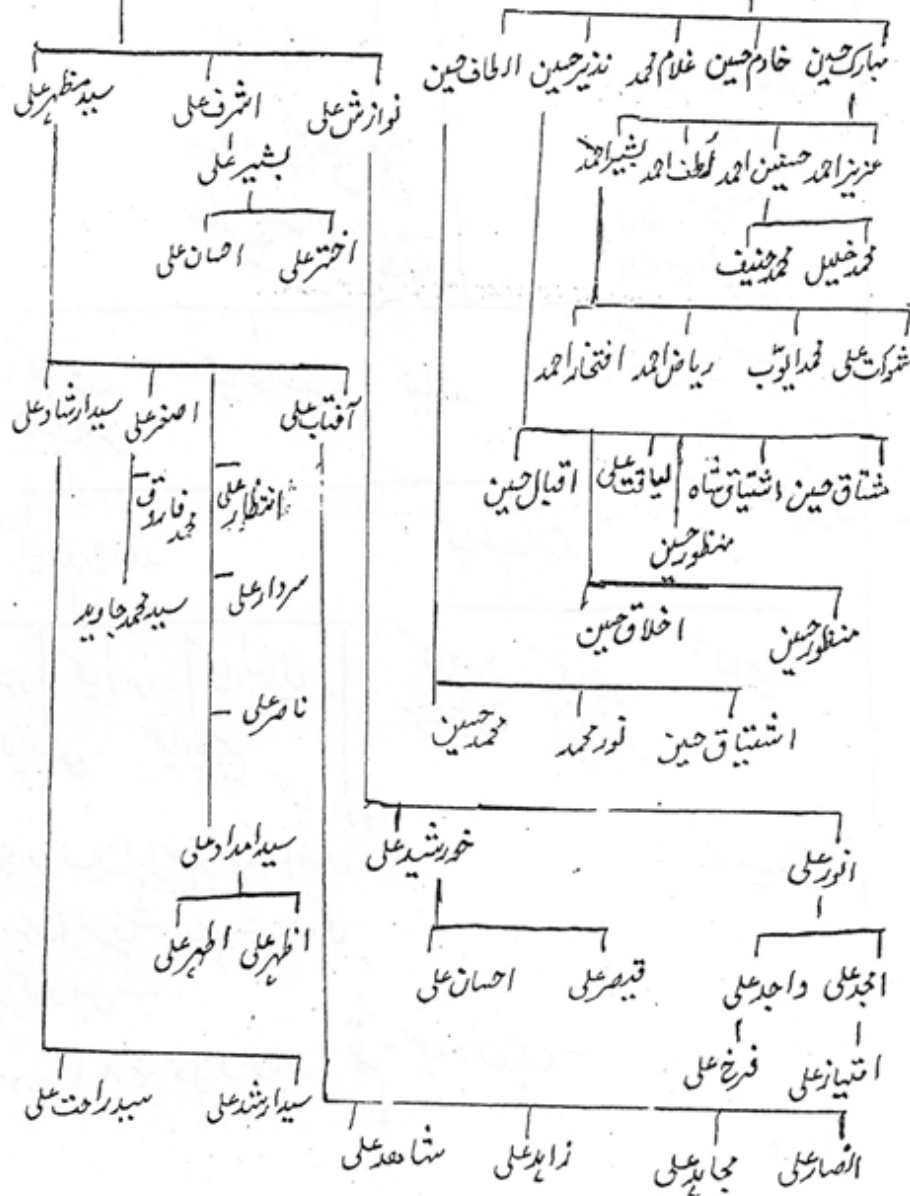 مبارک حسین خادم حسین غلام محمد نذیر حسین الطاف حسین
نوازش علی اشرف علی سید مظہر علی
بشیر علی
عزیز احمد حسنین احمد لطف احمد بشیر احمد
اختر علی احسان علی
محمد خلیل محمد حنیف
شوکت علی محمد ایوب ریاض احمد افتخار احمد
آفتاب علی اصغر علی سید ارشاد علی
مشتاق حسین اشتیاق شاہ لیاقت علی اقبال حسین
انتظار علی محمد فاروق
منظور حسین
سردار علی سید محمد جاوید
منظور حسین اخلاق حسین
ناصر علی
اشتیاق حسین نور محمد محمد حسین
سید امداد علی
انور علی خورشید علی
اظہر علی اطہر علی
امجد علی واجد علی قیصر علی احسان علی
امتیاز علی فرخ علی
سید ارشد علی سید راحت علی
انصار علی مجاہد علی زاہد علی شاھد علی